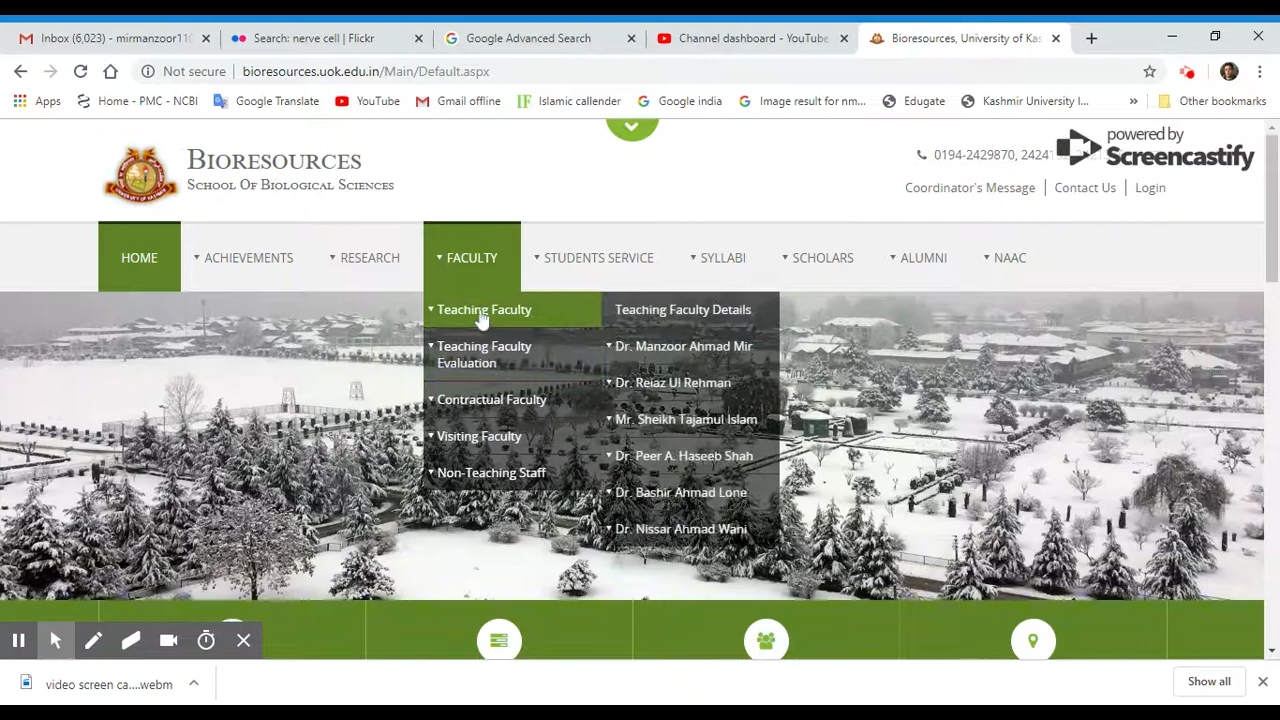 Inbox (6,023) - mirmanzoor110
Search: nerve cell | Flickr
Google Advanced Search
Channel dashboard - YouTube
Bioresources, University of Kas
Not secure
bioresources.uok.edu.in/Main/Default.aspx
Apps
Home - PMC - NCBI
Google Translate
YouTube
Gmail offline
Islamic callender
Google india
Image result for nm...
Edugate
Kashmir University I...
Other bookmarks
powered by
Screencastify
BIORESOURCES
SCHOOL OF BIOLOGICAL SCIENCES
0194-2429870,
Coordinator's Message
Contact Us
Login
HOME
ACHIEVEMENTS
RESEARCH
FACULTY
STUDENTS SERVICE
SYLLABI
SCHOLARS
ALUMNI
NAAC
Teaching Faculty
Teaching Faculty
Evaluation
Contractual Faculty
Visiting Faculty
Non-Teaching Staff
Teaching Faculty Details
Dr. Manzoor Ahmad Mir
Dr. Reiaz Ul Rehman
Mr. Sheikh Tajamul Islam
Dr. Peer A. Haseeb Shah
Dr. Bashir Ahmad Lone
Dr. Nissar Ahmad Wani
video screen ca....webm
Show all